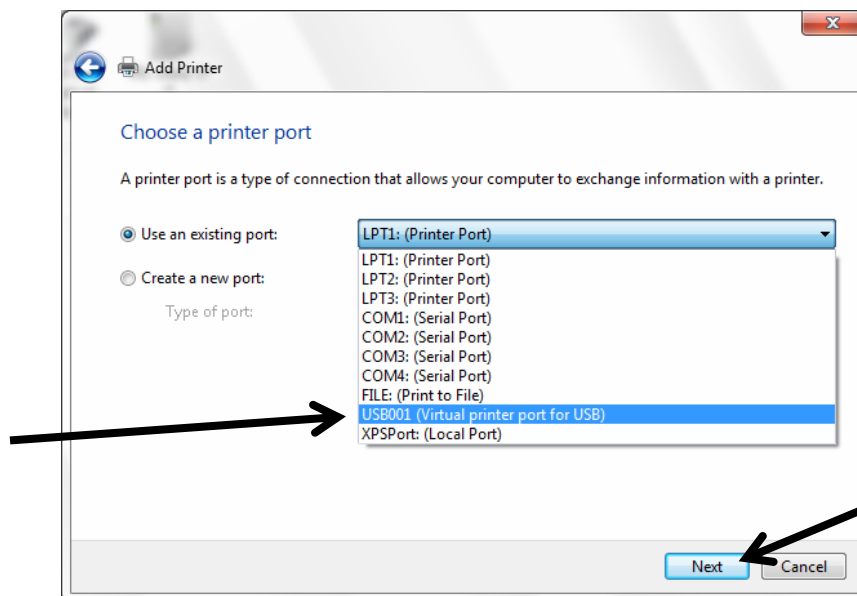 Add Printer
Choose a printer port
A printer port is a type of connection that allows your computer to exchange information with a printer.
Use an existing port: LPT1: (Printer Port)
LPT1: (Printer Port)
Create a new port: LPT2: (Printer Port)
LPT3: (Printer Port)
Type of port: COM1: (Serial Port)
COM2: (Serial Port)
COM3: (Serial Port)
COM4: (Serial Port)
FILE: (Print to File)
USB001 (Virtual printer port for USB)
XPSPort: (Local Port)
Next Cancel